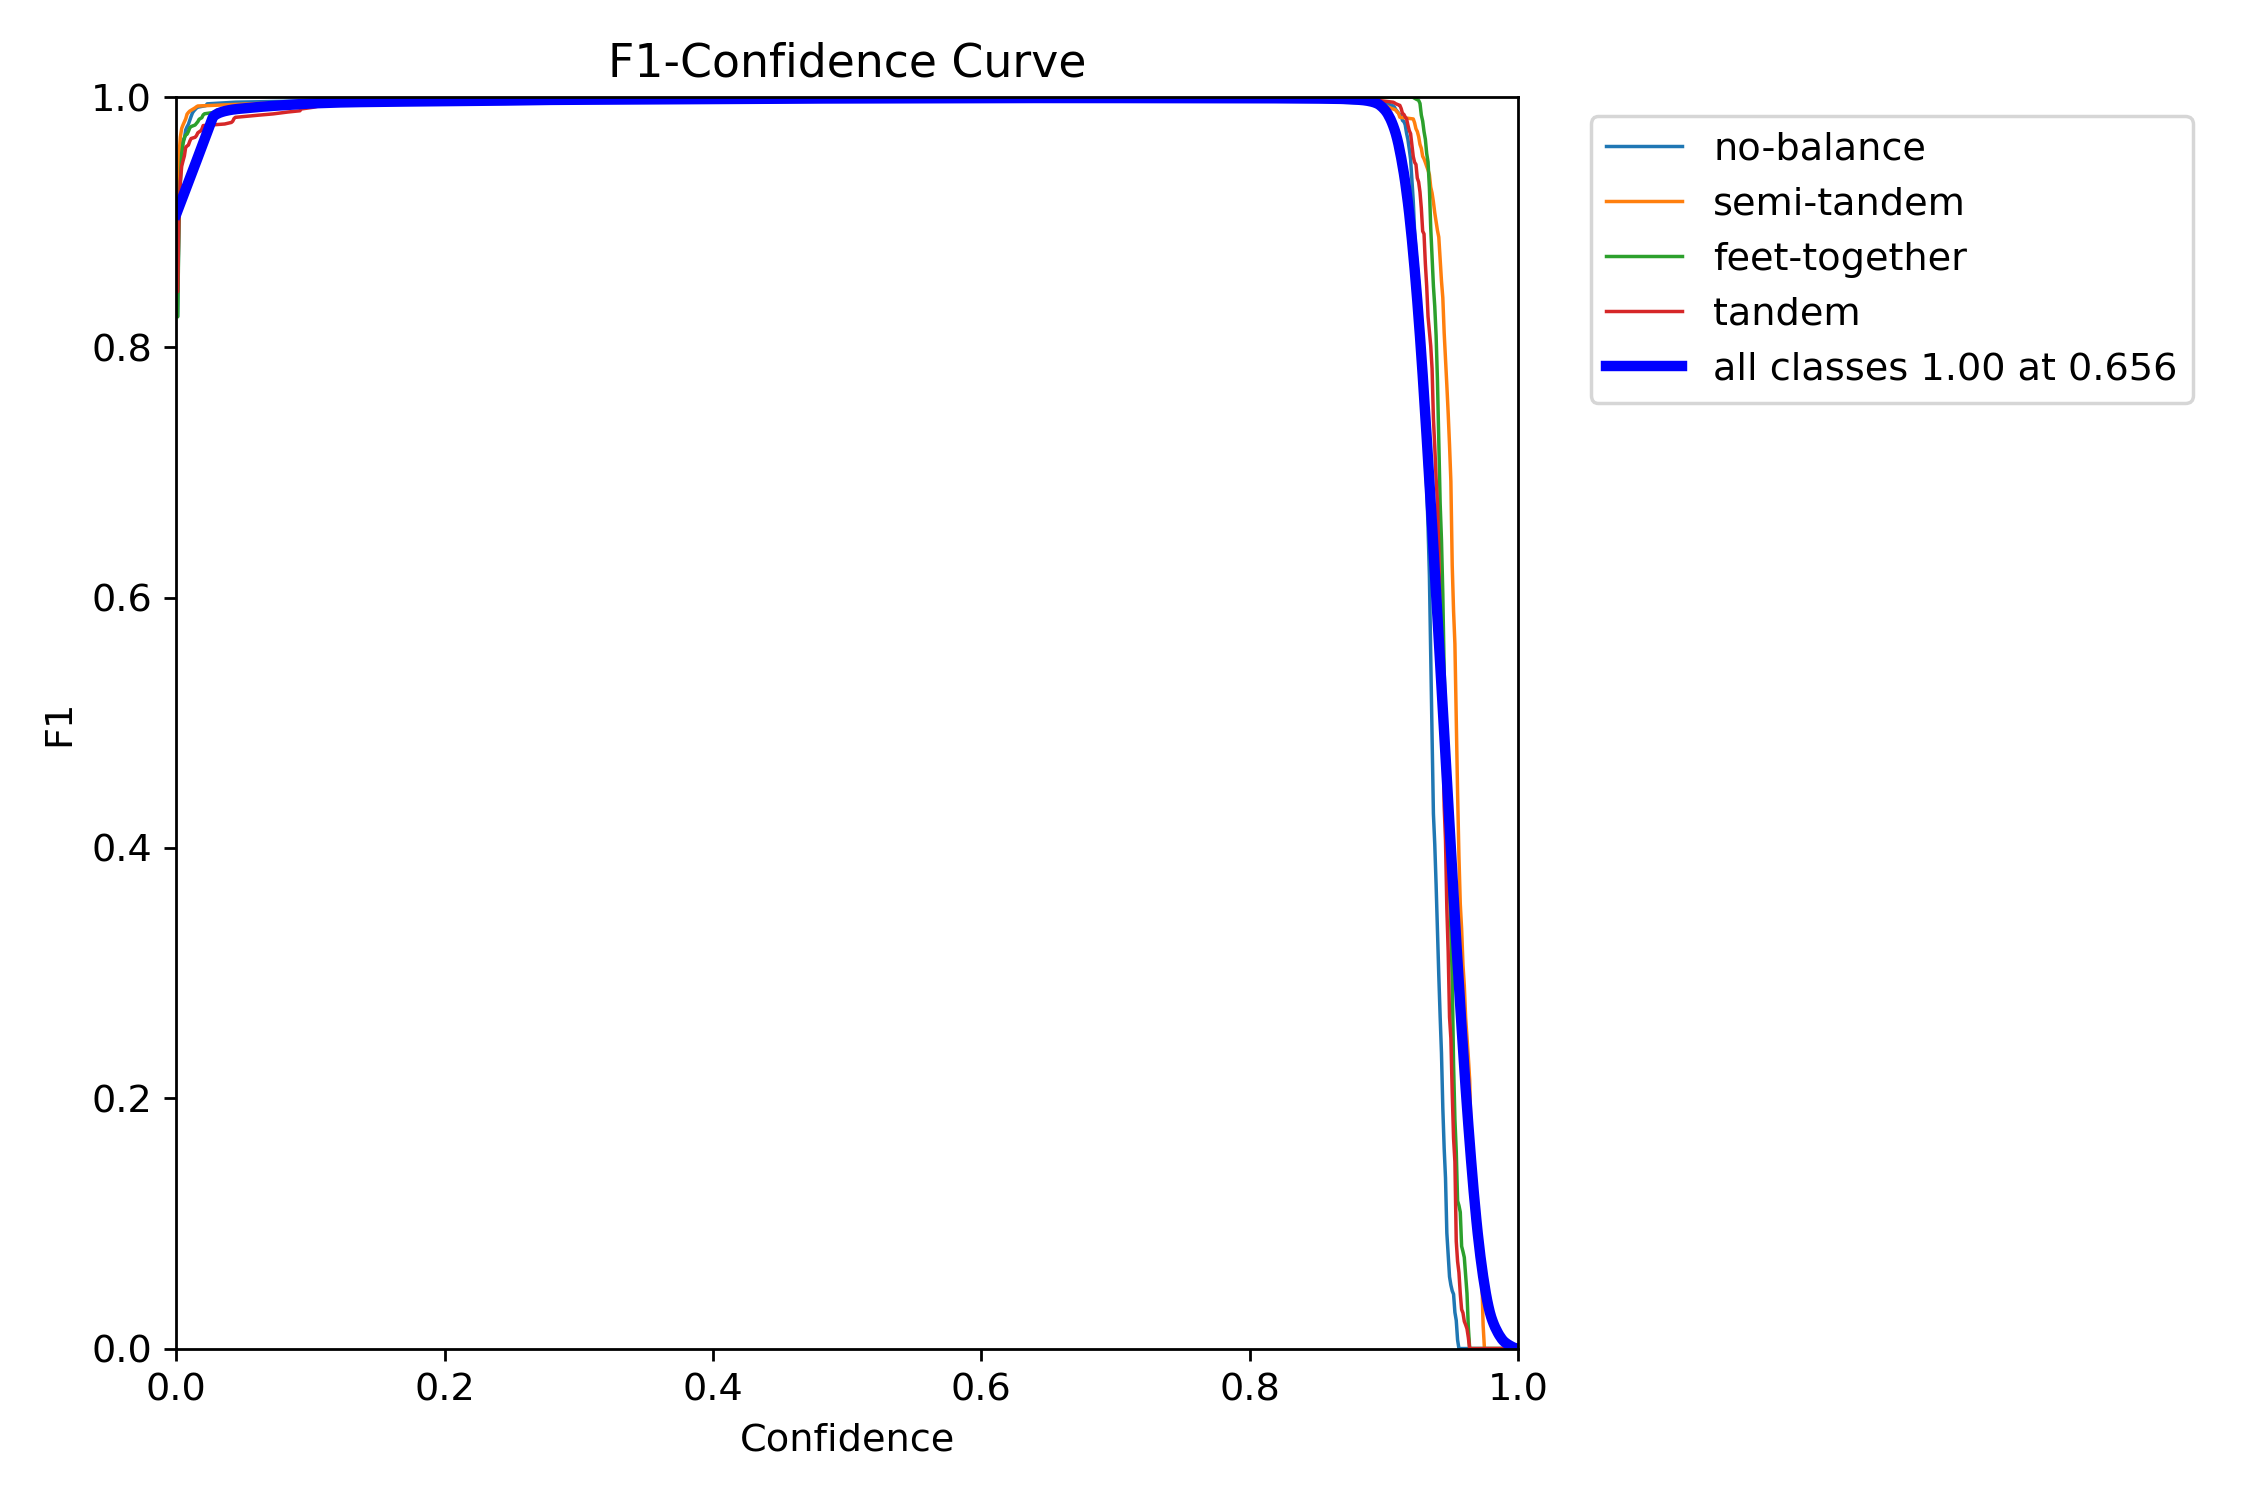 F1-Confidence Curve
1.0
0.8
0.6
0.4
0.2
0.0
F1
0.0 0.2 0.4 0.6 0.8 1.0
Confidence
no-balance
semi-tandem
feet-together
tandem
all classes 1.00 at 0.656